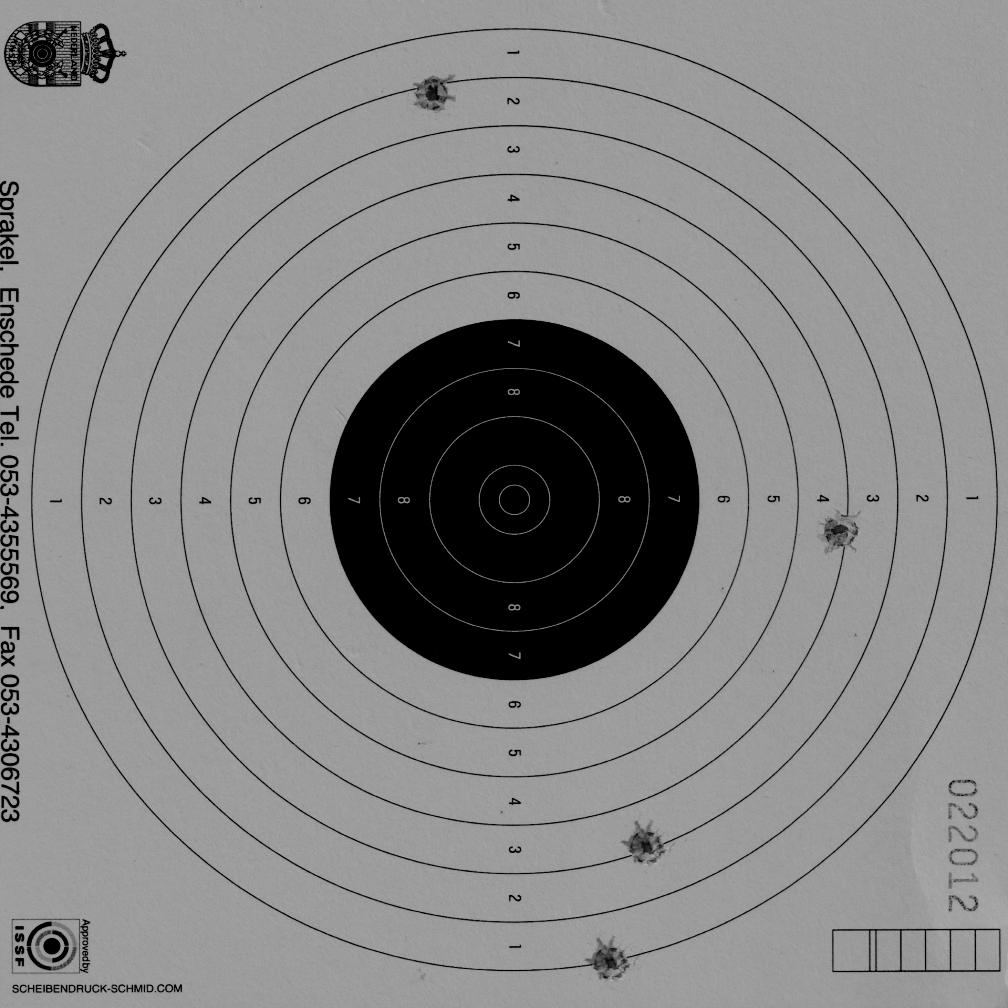 NEDERLAND
1
2
3
4
5
6
7
8
1 2 3 4 5 6 7 8 8 7 6 5 4 3 2 1
8
7
6
5
4
3
2
1
Sprakel, Enschede Tel. 053-4355569, Fax 053-4306723
022012
Approved by
ISSF
SCHEIBENDRUCK-SCHMID.COM